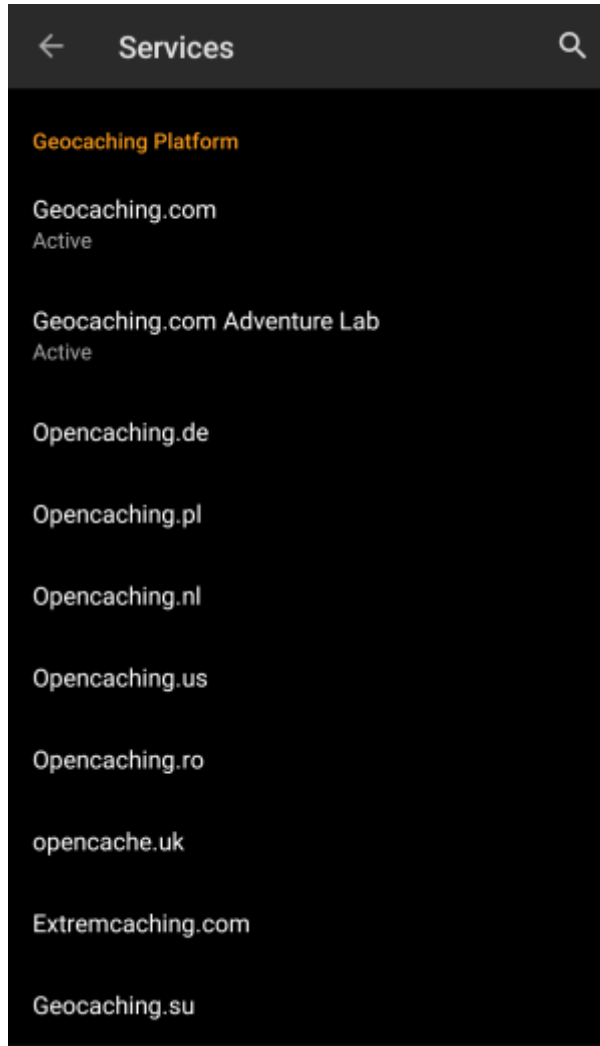 Services
Geocaching Platform
Geocaching.com
Active
Geocaching.com Adventure Lab
Active
Opencaching.de
Opencaching.pl
Opencaching.nl
Opencaching.us
Opencaching.ro
opencache.uk
Extremcaching.com
Geocaching.su